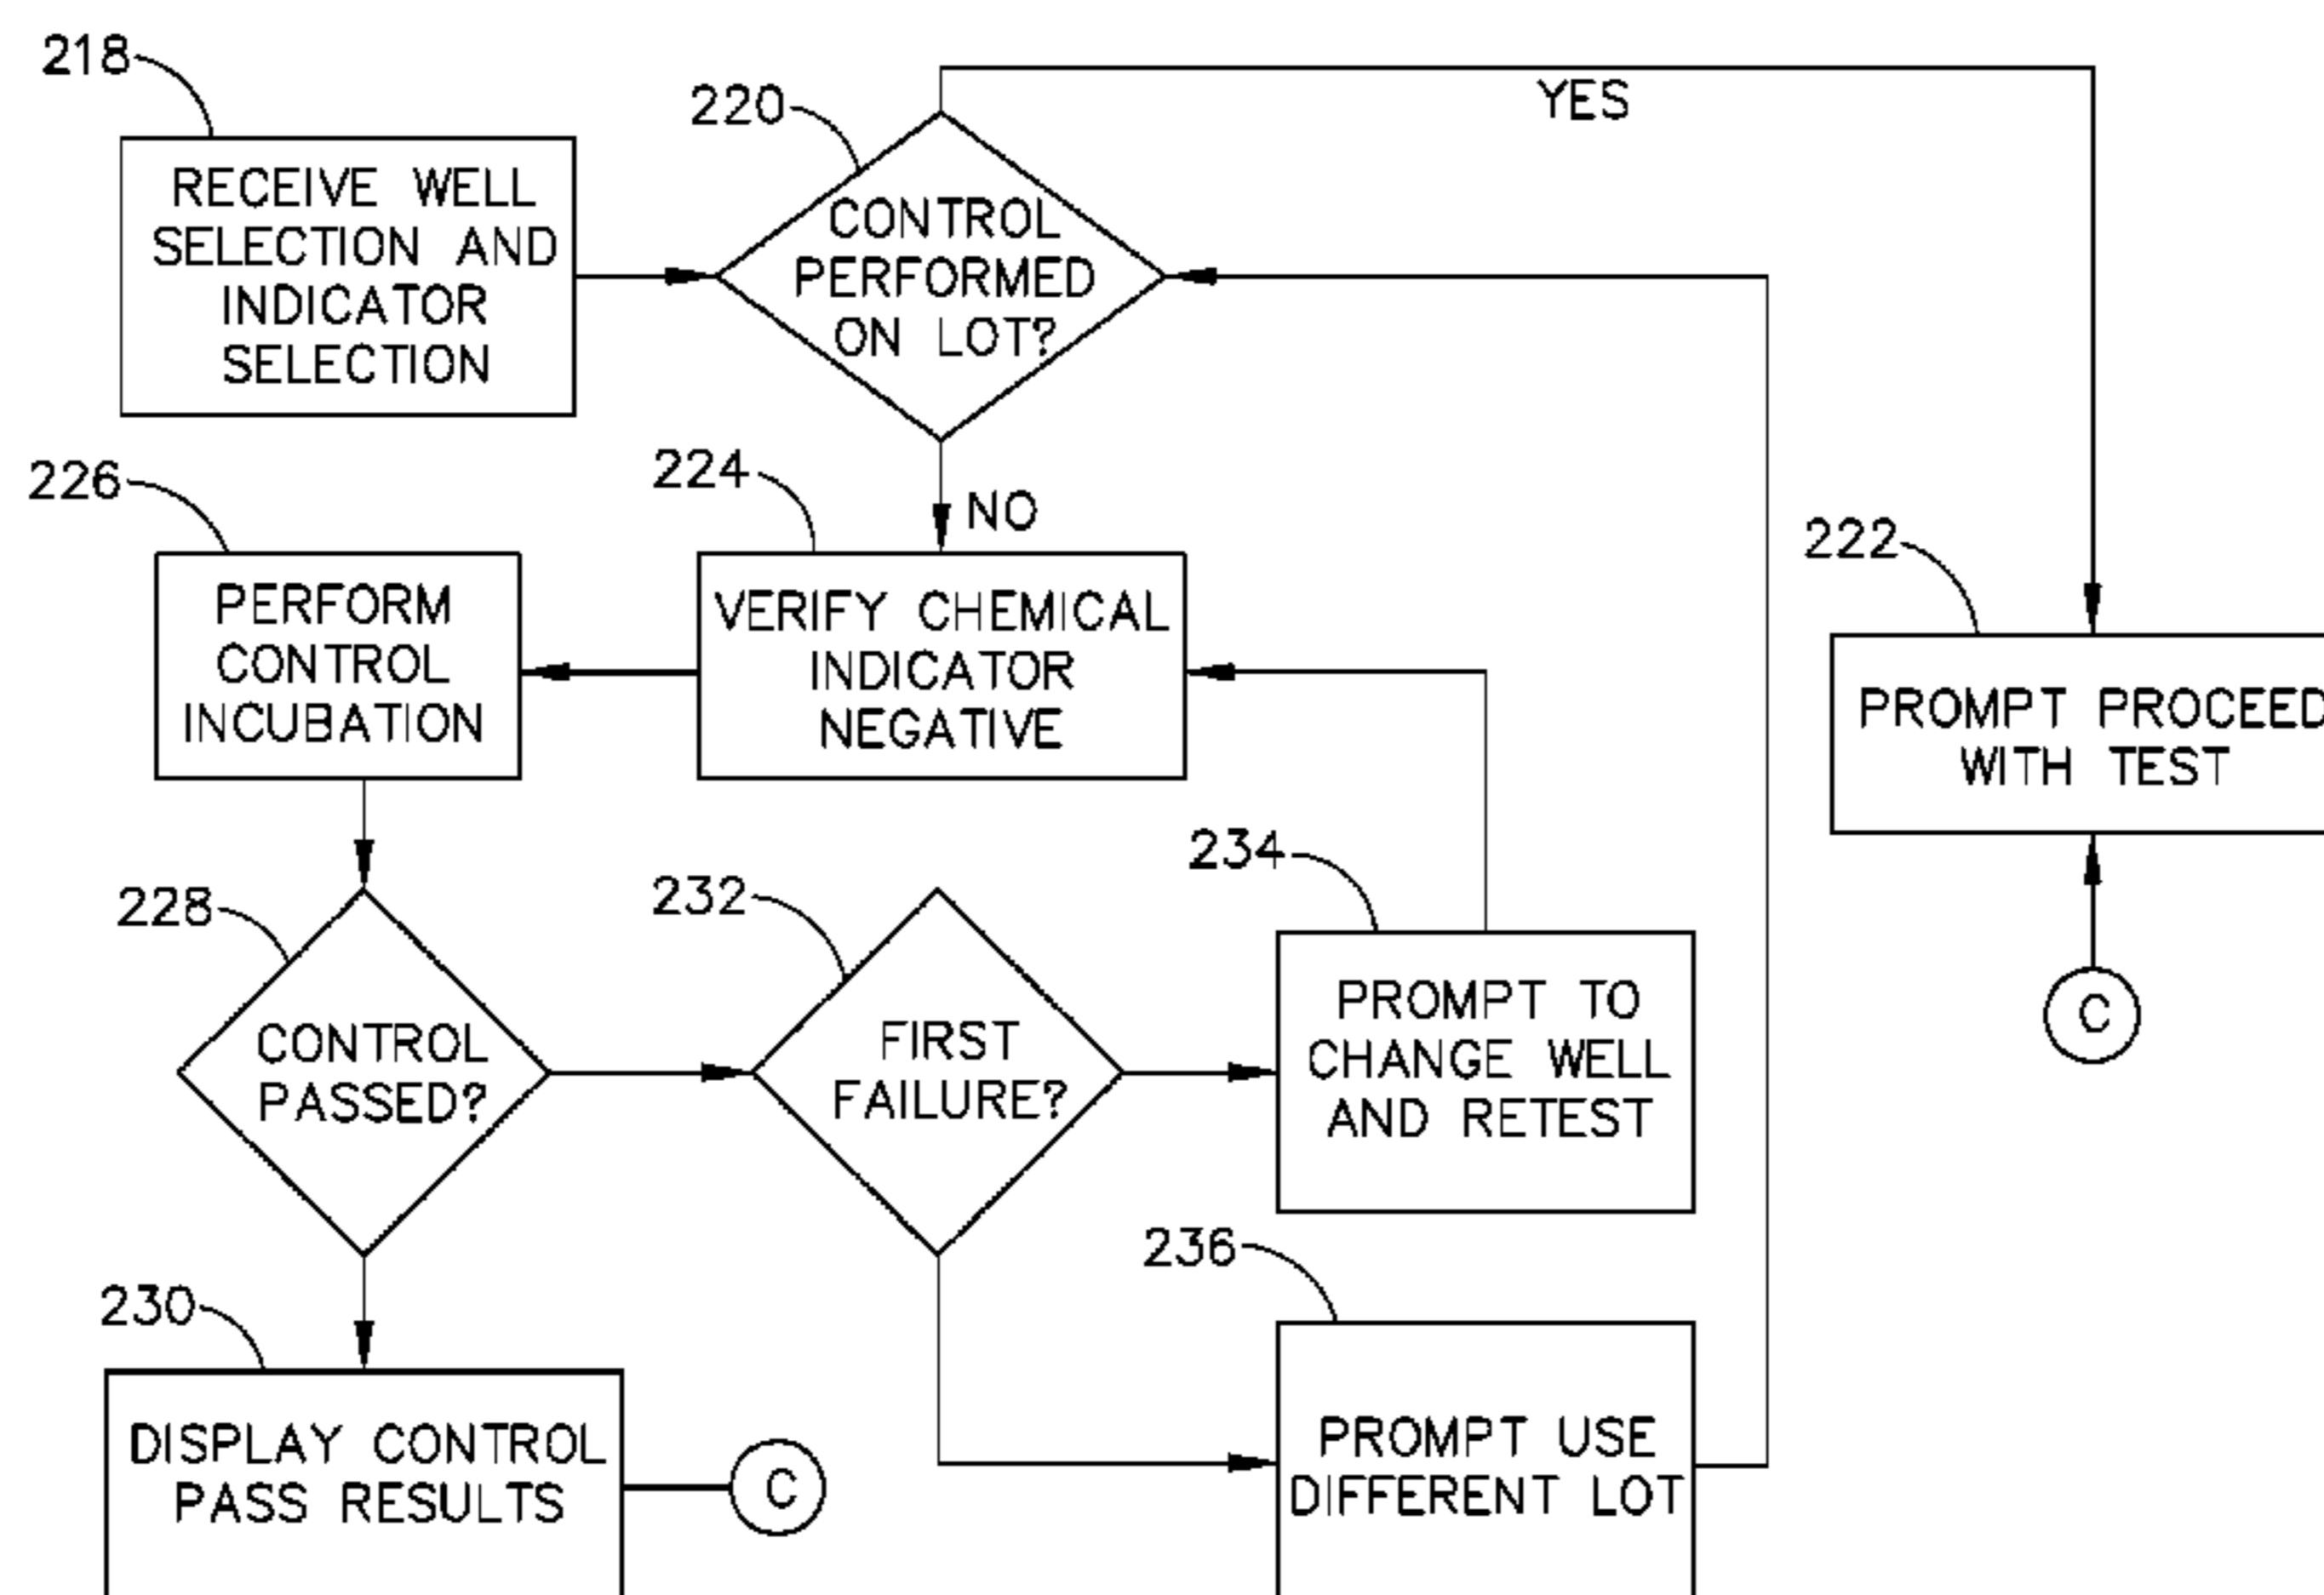 218
RECEIVE WELL
SELECTION AND
INDICATOR
SELECTION
220
CONTROL
PERFORMED
ON LOT?
YES
NO
222
PROMPT PROCEED
WITH TEST
C
224
VERIFY CHEMICAL
INDICATOR
NEGATIVE
226
PERFORM
CONTROL
INCUBATION
228
CONTROL
PASSED?
232
FIRST
FAILURE?
234
PROMPT TO
CHANGE WELL
AND RETEST
230
DISPLAY CONTROL
PASS RESULTS
C
236
PROMPT USE
DIFFERENT LOT